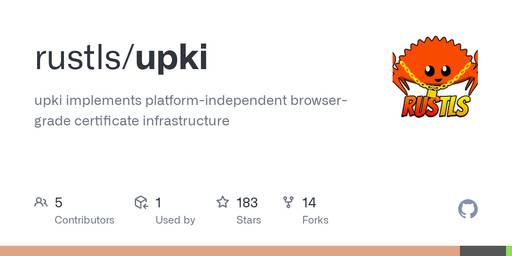 rustls/upki
upki implements platform-independent browser-
grade certificate infrastructure
RUSTLS
5
Contributors
1
Used by
183
Stars
14
Forks